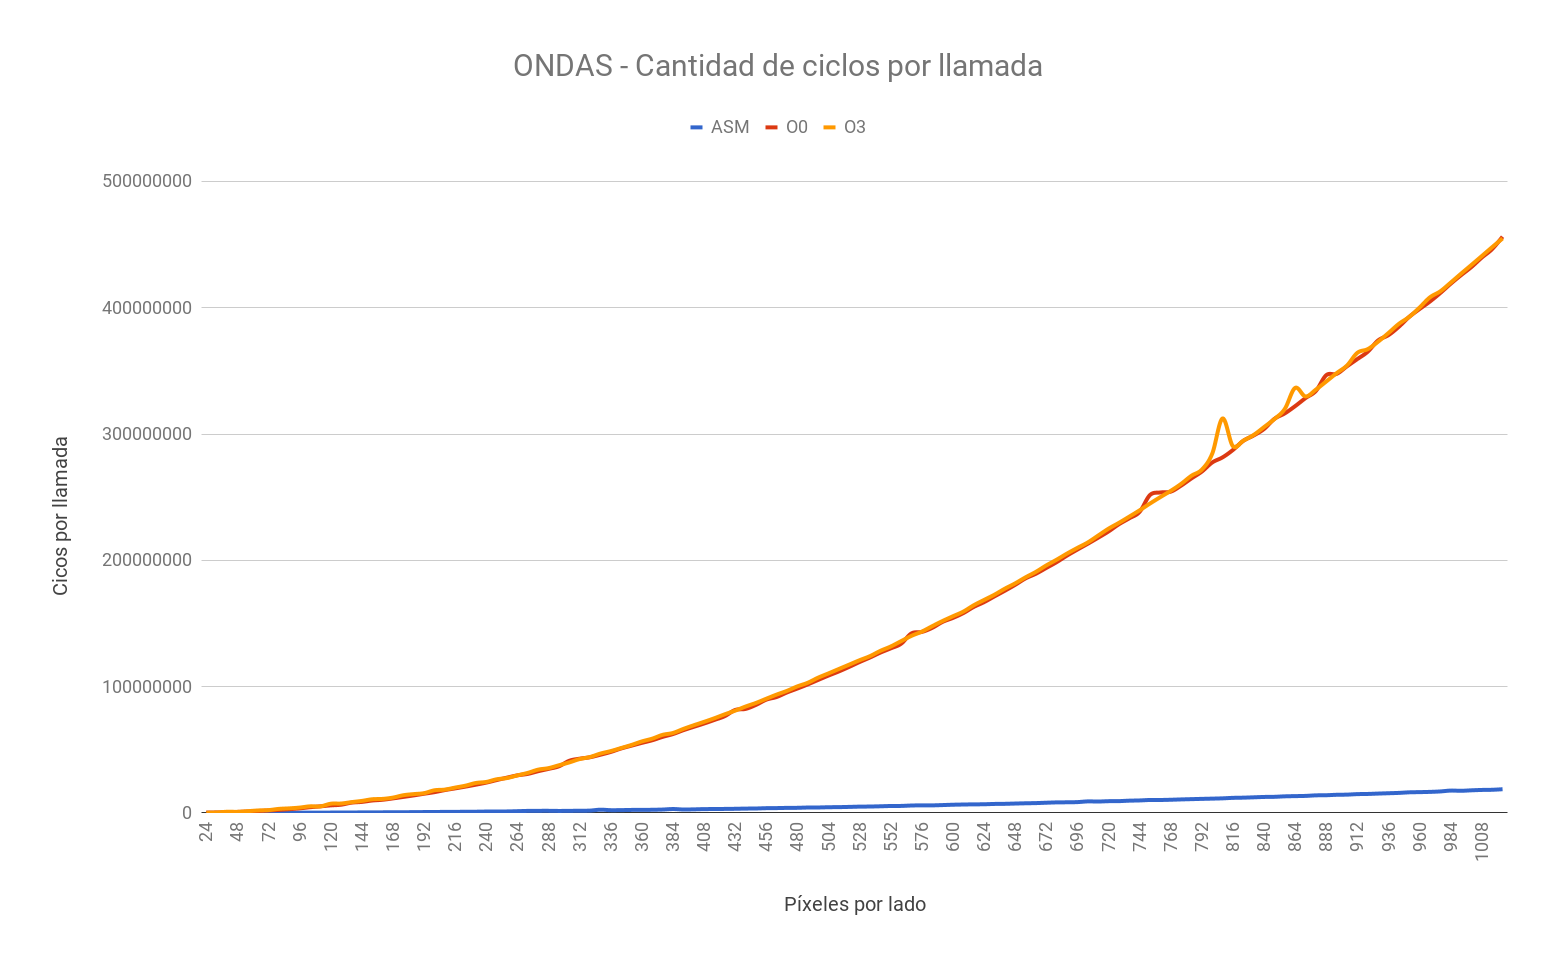 ONDAS - Cantidad de ciclos por llamada
ASM O0 O3
500000000
400000000
300000000
200000000
100000000
0
Cicos por llamada
24 48 72 96 120 144 168 192 216 240 264 288 312 336 360 384 408 432 456 480 504 528 552 576 600 624 648 672 696 720 744 768 792 816 840 864 888 912 936 960 984 1008
Píxeles por lado